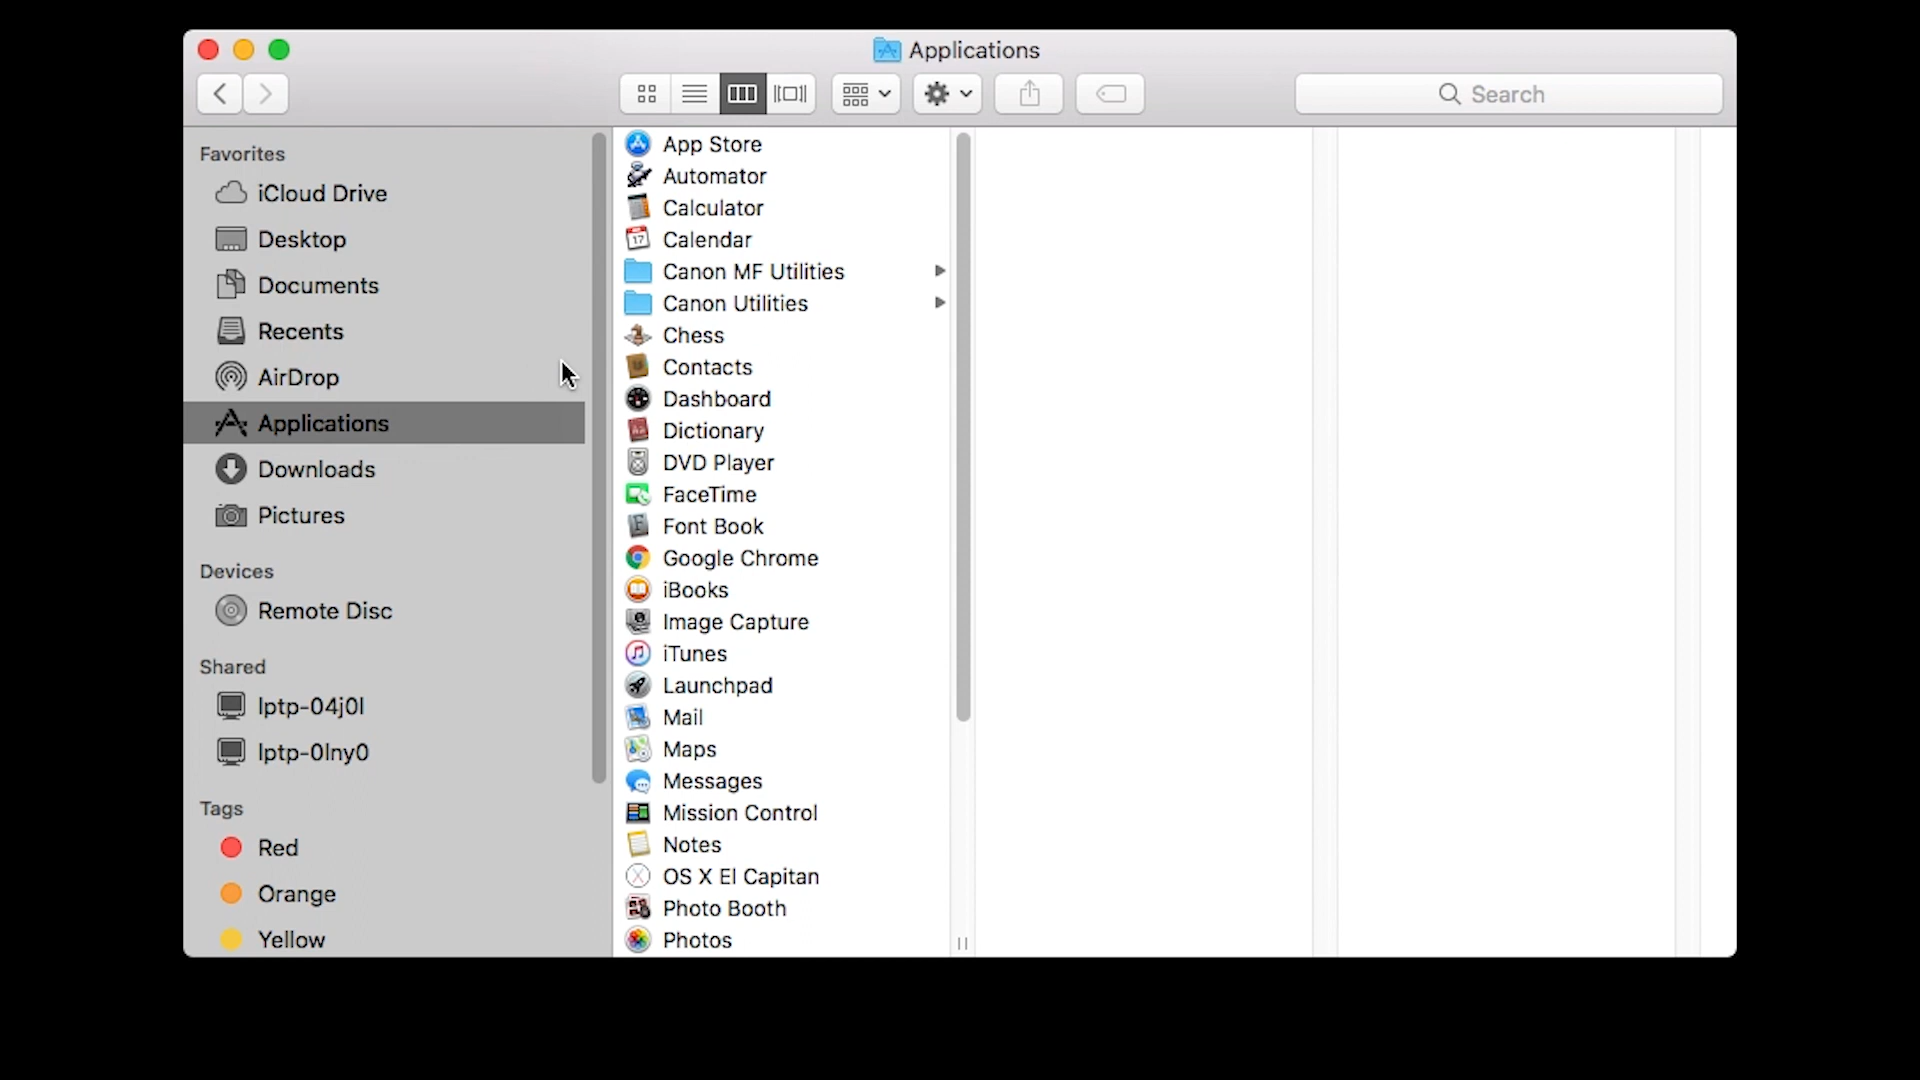 Applications
Search
Favorites
iCloud Drive
Desktop
Documents
Recents
AirDrop
Applications
Downloads
Pictures
Devices
Remote Disc
Shared
lptp-04j0l
lptp-0lny0
Tags
Red
Orange
Yellow
App Store
Automator
Calculator
17
Calendar
Canon MF Utilities
Canon Utilities
Chess
Contacts
Dashboard
Dictionary
DVD Player
FaceTime
Font Book
Google Chrome
iBooks
Image Capture
iTunes
Launchpad
Mail
Maps
Messages
Mission Control
Notes
OS X El Capitan
Photo Booth
Photos